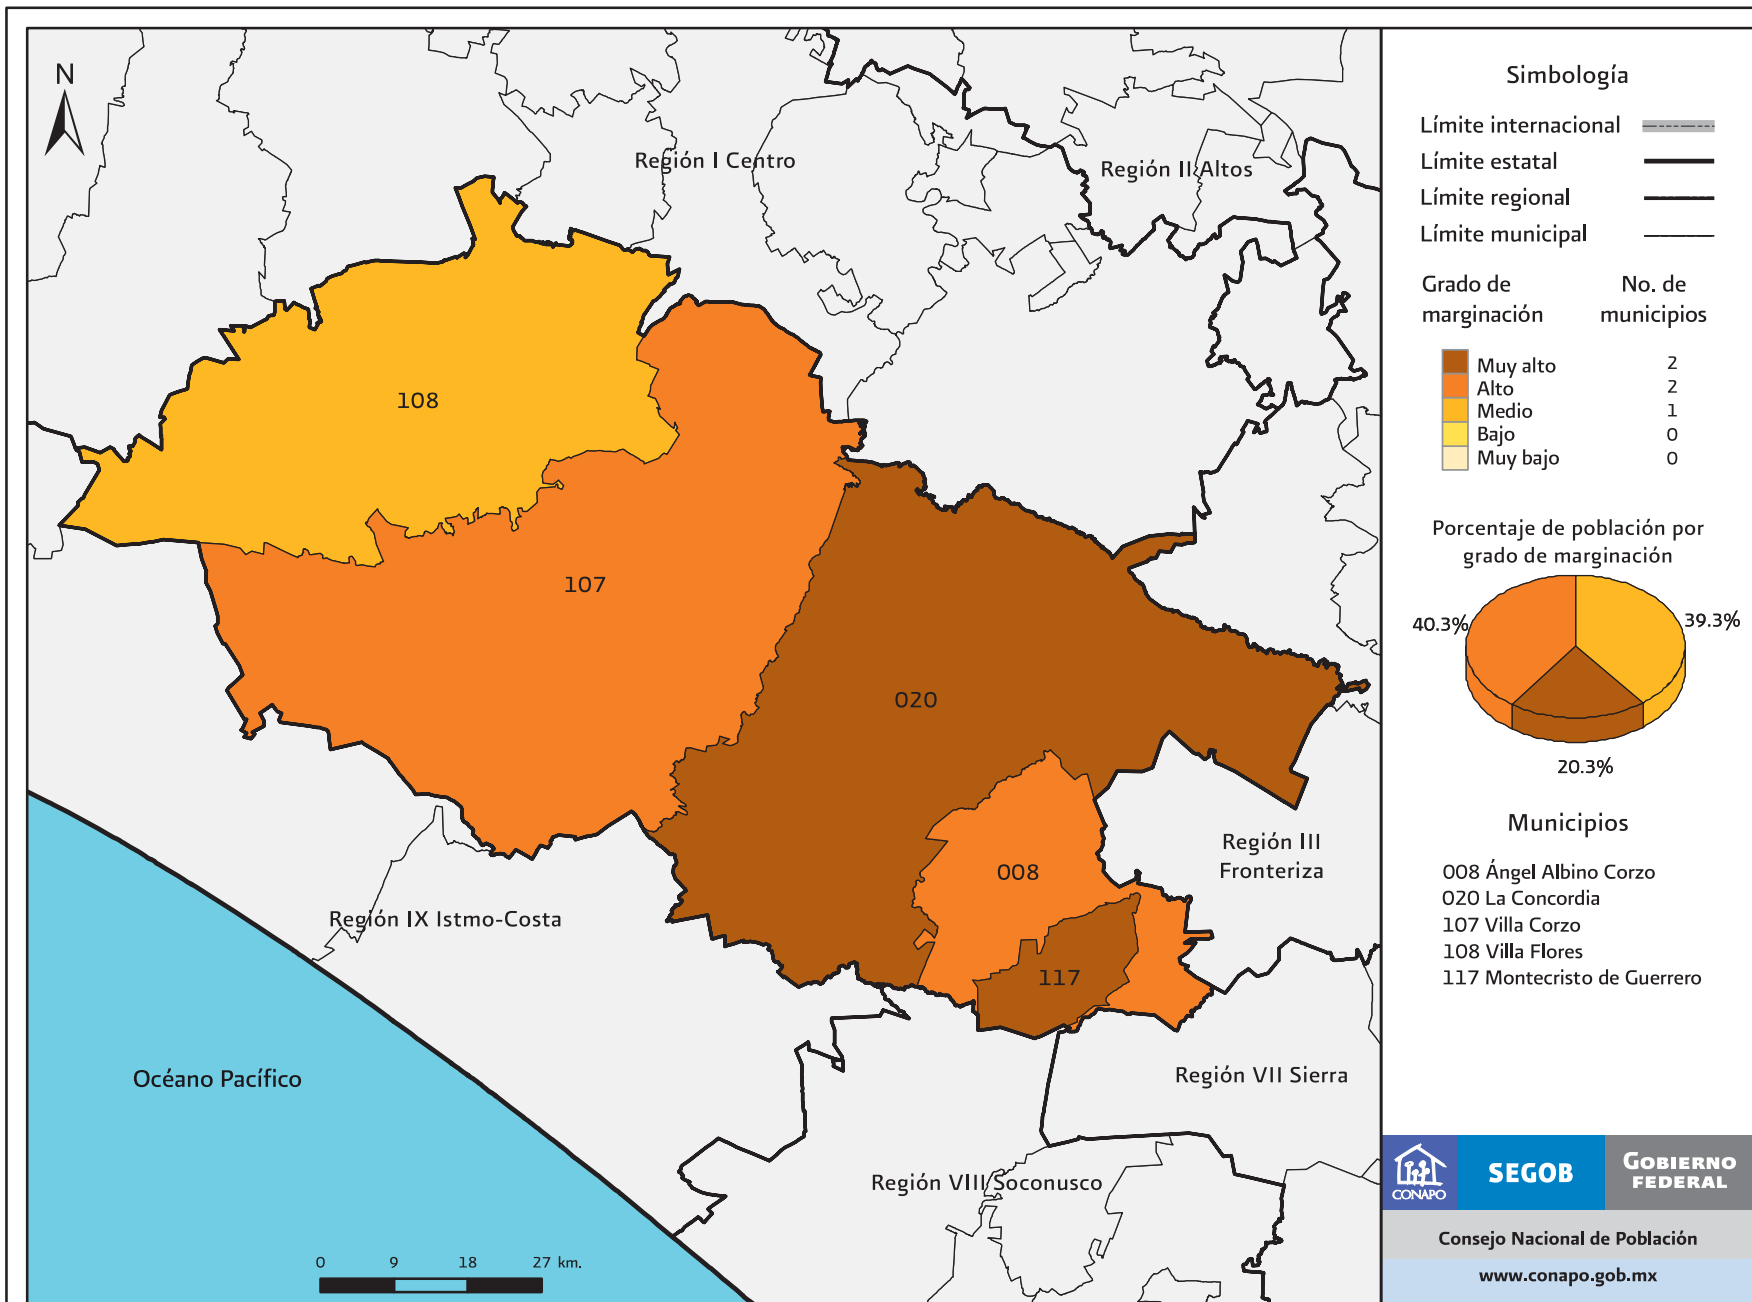 N
Región I Centro
Región II Altos
108
107
020
008
117
Región III
Fronteriza
Región IX Istmo-Costa
Océano Pacífico
Región VII Sierra
Región VIII Soconusco
0 9 18 27 km.
Simbología
Límite internacional
Límite estatal
Límite regional
Límite municipal
Grado de marginación
No. de municipios
Muy alto 2
Alto 2
Medio 1
Bajo 0
Muy bajo 0
Porcentaje de población por
grado de marginación
40.3%
39.3%
20.3%
Municipios
008 Ángel Albino Corzo
020 La Concordia
107 Villa Corzo
108 Villa Flores
117 Montecristo de Guerrero
CONAPO
SEGOB
GOBIERNO
FEDERAL
Consejo Nacional de Población
www.conapo.gob.mx